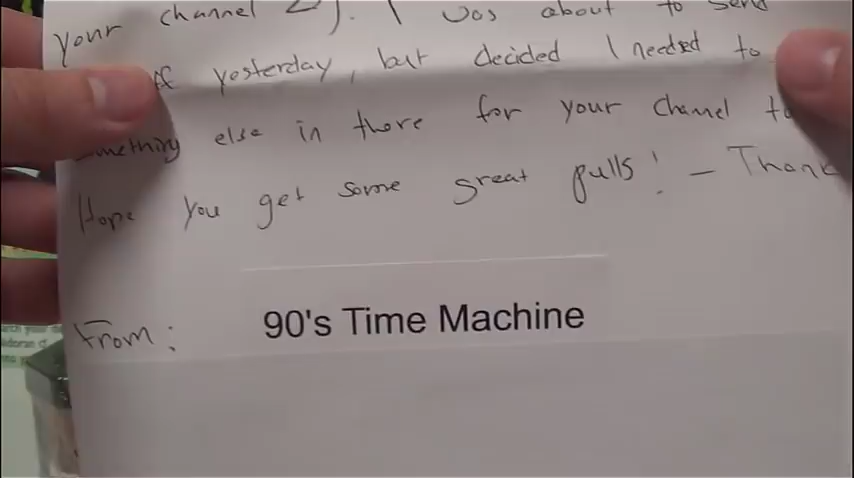 your channel I was about to send
yesterday, but decided I needed to
something else in there for your channel to
Hope you get some great pulls! - Thank
From: 90's Time Machine